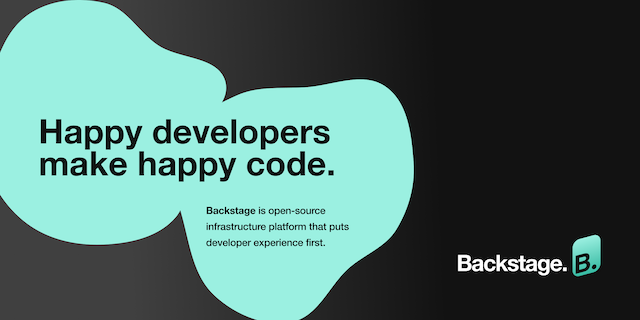 Happy developers
make happy code.
Backstage is open-source
infrastructure platform that puts
developer experience first.
Backstage. B.